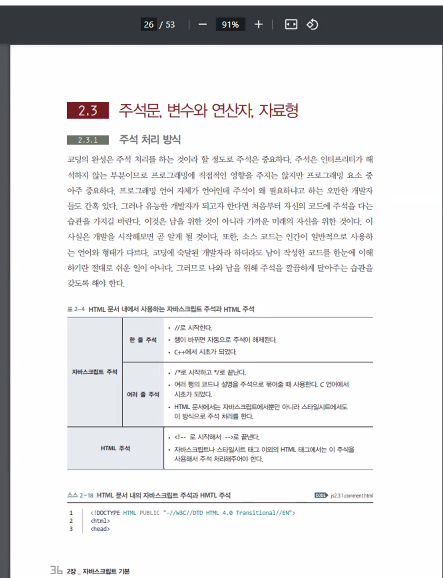 26 / 53
91%
2.3 주석문, 변수와 연산자, 자료형
2.3.1 주석 처리 방식
코딩의 완성은 주석 처리를 하는 것이라 할 정도로 주석은 중요하다. 주석은 인터프리터가 해
석하지 않는 부분이므로 프로그래밍에 직접적인 영향을 주지는 않지만 프로그래밍 요소 중
아주 중요하다. 프로그래밍 언어 자체가 언어인데 주석이 왜 필요하냐고 하는 오만한 개발자
들도 간혹 있다. 그러나 유능한 개발자가 되고자 한다면 처음부터 자신의 코드에 주석을 다는
습관을 가지길 바란다. 이것은 남을 위한 것이 아니라 가까운 미래의 자신을 위한 것이다. 이
사실은 개발을 시작해보면 곧 알게 될 것이다. 또한, 소스 코드는 인간이 일반적으로 사용하
는 언어와 형태가 다르다. 코딩에 숙달된 개발자라 하더라도 남이 작성한 코드를 한눈에 이해
하기란 절대로 쉬운 일이 아니다. 그러므로 나와 남을 위해 주석을 깔끔하게 달아주는 습관을
갖도록 해야 한다.
표 2-4 HTML 문서 내에서 사용하는 자바스크립트 주석과 HTML 주석
자바스크립트 주석
한 줄 주석
• //로 시작한다.
• 행이 바뀌면 자동으로 주석이 해제된다.
• C++에서 시초가 되었다.
여러 줄 주석
• /*로 시작하고 */로 끝난다.
• 여러 행의 코드나 설명을 주석으로 묶어줄 때 사용한다. C 언어에서
시초가 되었다.
• HTML 문서에서는 자바스크립트에서뿐만 아니라 스타일시트에서도
이 방식으로 주석 처리를 한다.
HTML 주석
• <!-- 로 시작해서 -->로 끝낸다.
• 자바스크립트나 스타일시트 태그 이외의 HTML 태그에서는 이 주석을
사용해서 주석 처리해주어야 한다.
소스 2-18 HTML 문서 내의 자바스크립트 주석과 HMTL 주석 js2.3.1comment.html
1 <!DOCTYPE HTML PUBLIC "-//W3C//DTD HTML 4.0 Transitional//EN">
2 <html>
3 <head>
36 2장 _ 자바스크립트 기본